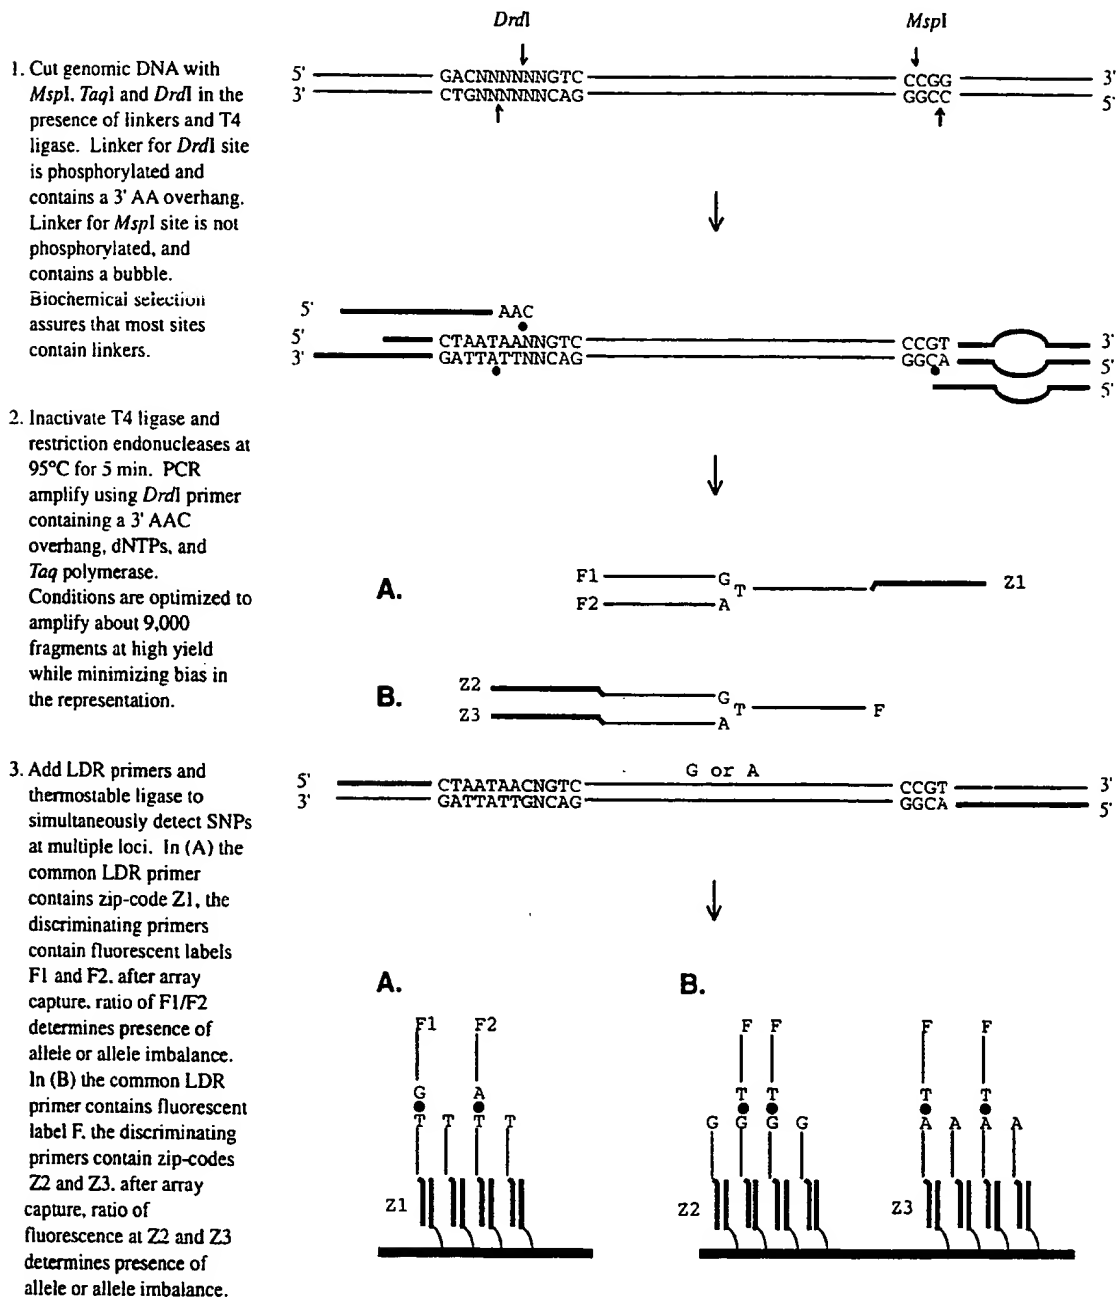 DrdI
MspI
1. Cut genomic DNA with
MspI, TaqI and DrdI in the
presence of linkers and T4
ligase. Linker for DrdI site
is phosphorylated and
contains a 3' AA overhang.
Linker for MspI site is not
phosphorylated, and
contains a bubble.
Biochemical selection
assures that most sites
contain linkers.
5' GACNNNNNNGTC CCGG 3'
3' CTGNNNNNNCAG GGCC 5'
5' AAC
5' CTAATAANNGTC CCGT 3'
3' GATTATTNNCAG GGCA 5'
5'
2. Inactivate T4 ligase and
restriction endonucleases at
95°C for 5 min. PCR
amplify using DrdI primer
containing a 3' AAC
overhang, dNTPs, and
Taq polymerase.
Conditions are optimized to
amplify about 9,000
fragments at high yield
while minimizing bias in
the representation.
A.
F1 G T Z1
F2 A
B.
Z2 G T F
Z3 A
3. Add LDR primers and
thermostable ligase to
simultaneously detect SNPs
at multiple loci. In (A) the
common LDR primer
contains zip-code Z1, the
discriminating primers
contain fluorescent labels
F1 and F2. after array
capture. ratio of F1/F2
determines presence of
allele or allele imbalance.
In (B) the common LDR
primer contains fluorescent
label F. the discriminating
primers contain zip-codes
Z2 and Z3. after array
capture, ratio of
fluorescence at Z2 and Z3
determines presence of
allele or allele imbalance.
G or A
5' CTAATAACNGTC CCGT 3'
3' GATTATTGNCAG GGCA 5'
A.
F1 F2
G A
T T T T
Z1
B.
F F F F
T T T T
G G G G A A A A
Z2 Z3